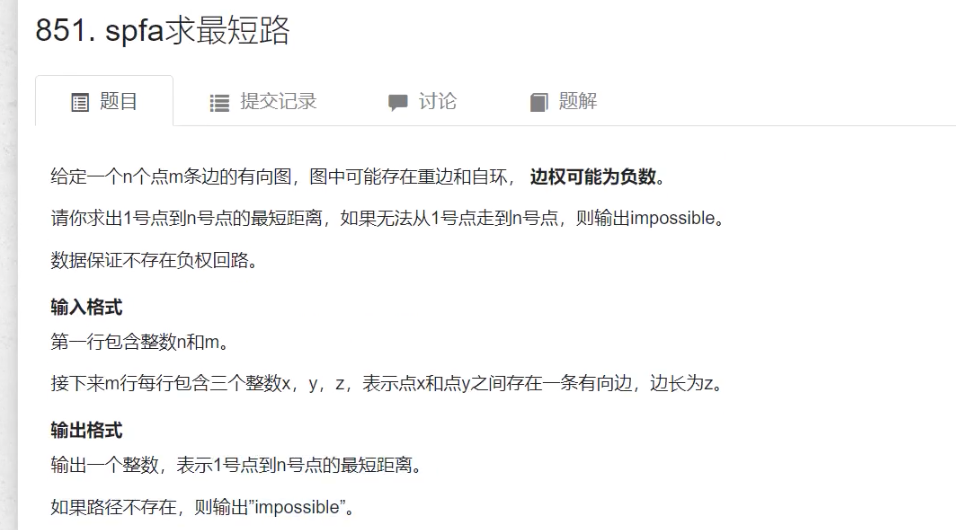 851. spfa求最短路
题目 提交记录 讨论 题解
给定一个n个点m条边的有向图，图中可能存在重边和自环， 边权可能为负数。
请你求出1号点到n号点的最短距离，如果无法从1号点走到n号点，则输出impossible。
数据保证不存在负权回路。
输入格式
第一行包含整数n和m。
接下来m行每行包含三个整数x，y，z，表示点x和点y之间存在一条有向边，边长为z。
输出格式
输出一个整数，表示1号点到n号点的最短距离。
如果路径不存在，则输出”impossible”。